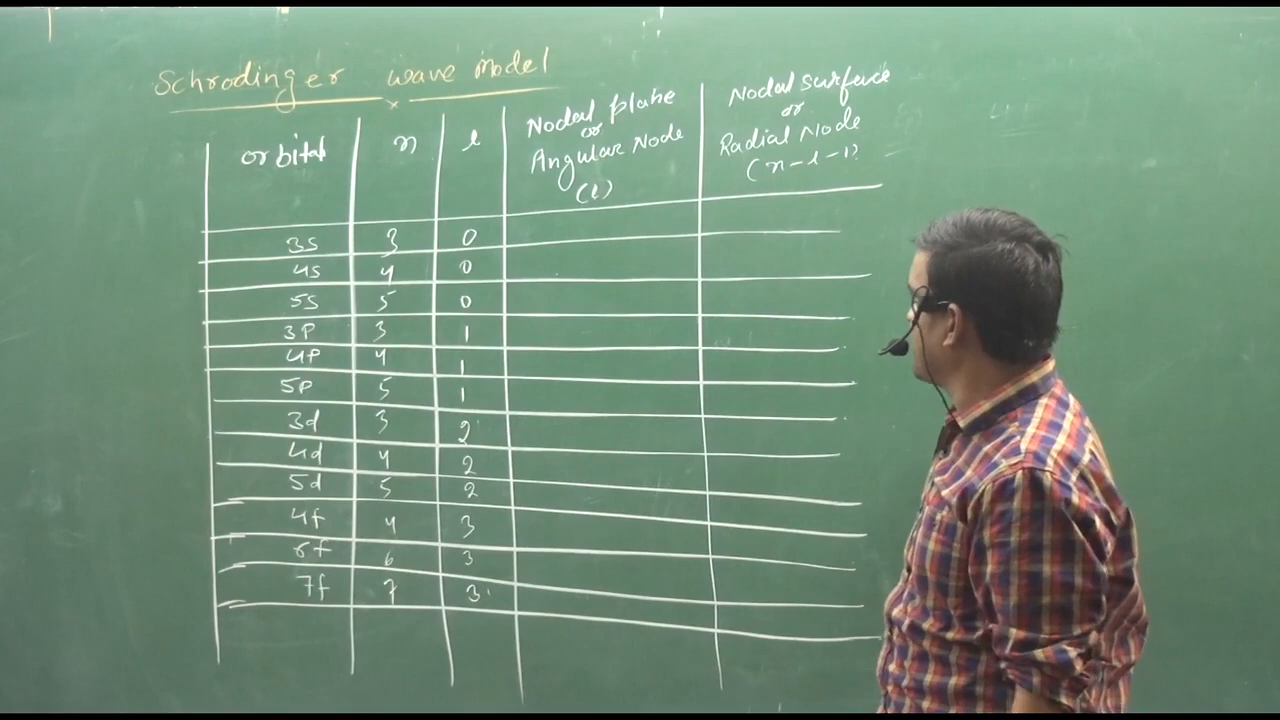 Schrodinger wave model
orbital n l Nodal plane or Angular Node (l) Nodal surface or Radial Node (n-l-1)
3s 3 0
4s 4 0
5s 5 0
3p 3 1
4p 4 1
5p 5 1
3d 3 2
4d 4 2
5d 5 2
4f 4 3
6f 6 3
7f 7 3